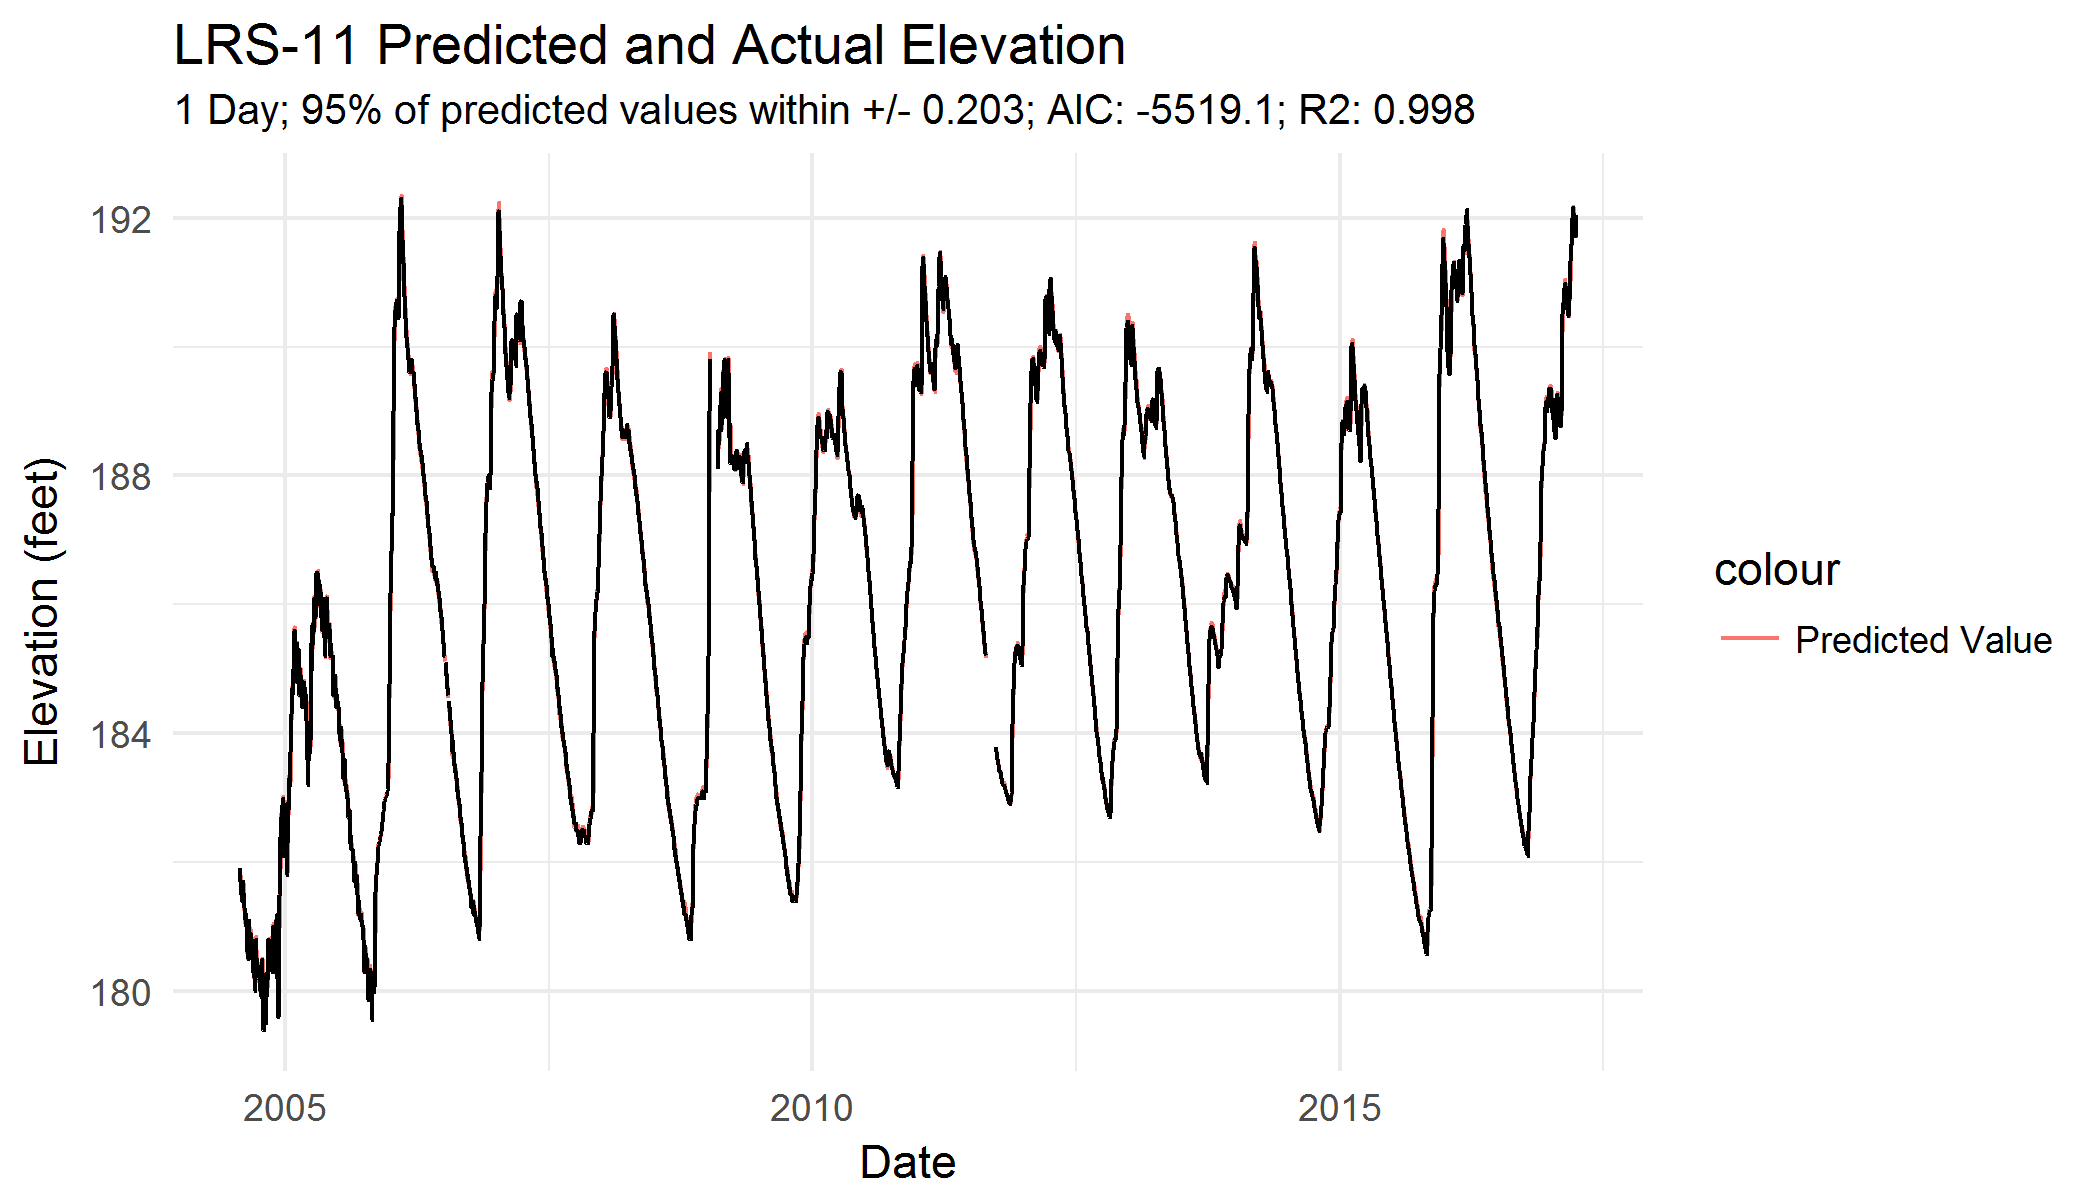 LRS-11 Predicted and Actual Elevation
1 Day; 95% of predicted values within +/- 0.203; AIC: -5519.1; R2: 0.998
192
188
184
180
Elevation (feet)
2005 2010 2015
Date
colour
Predicted Value